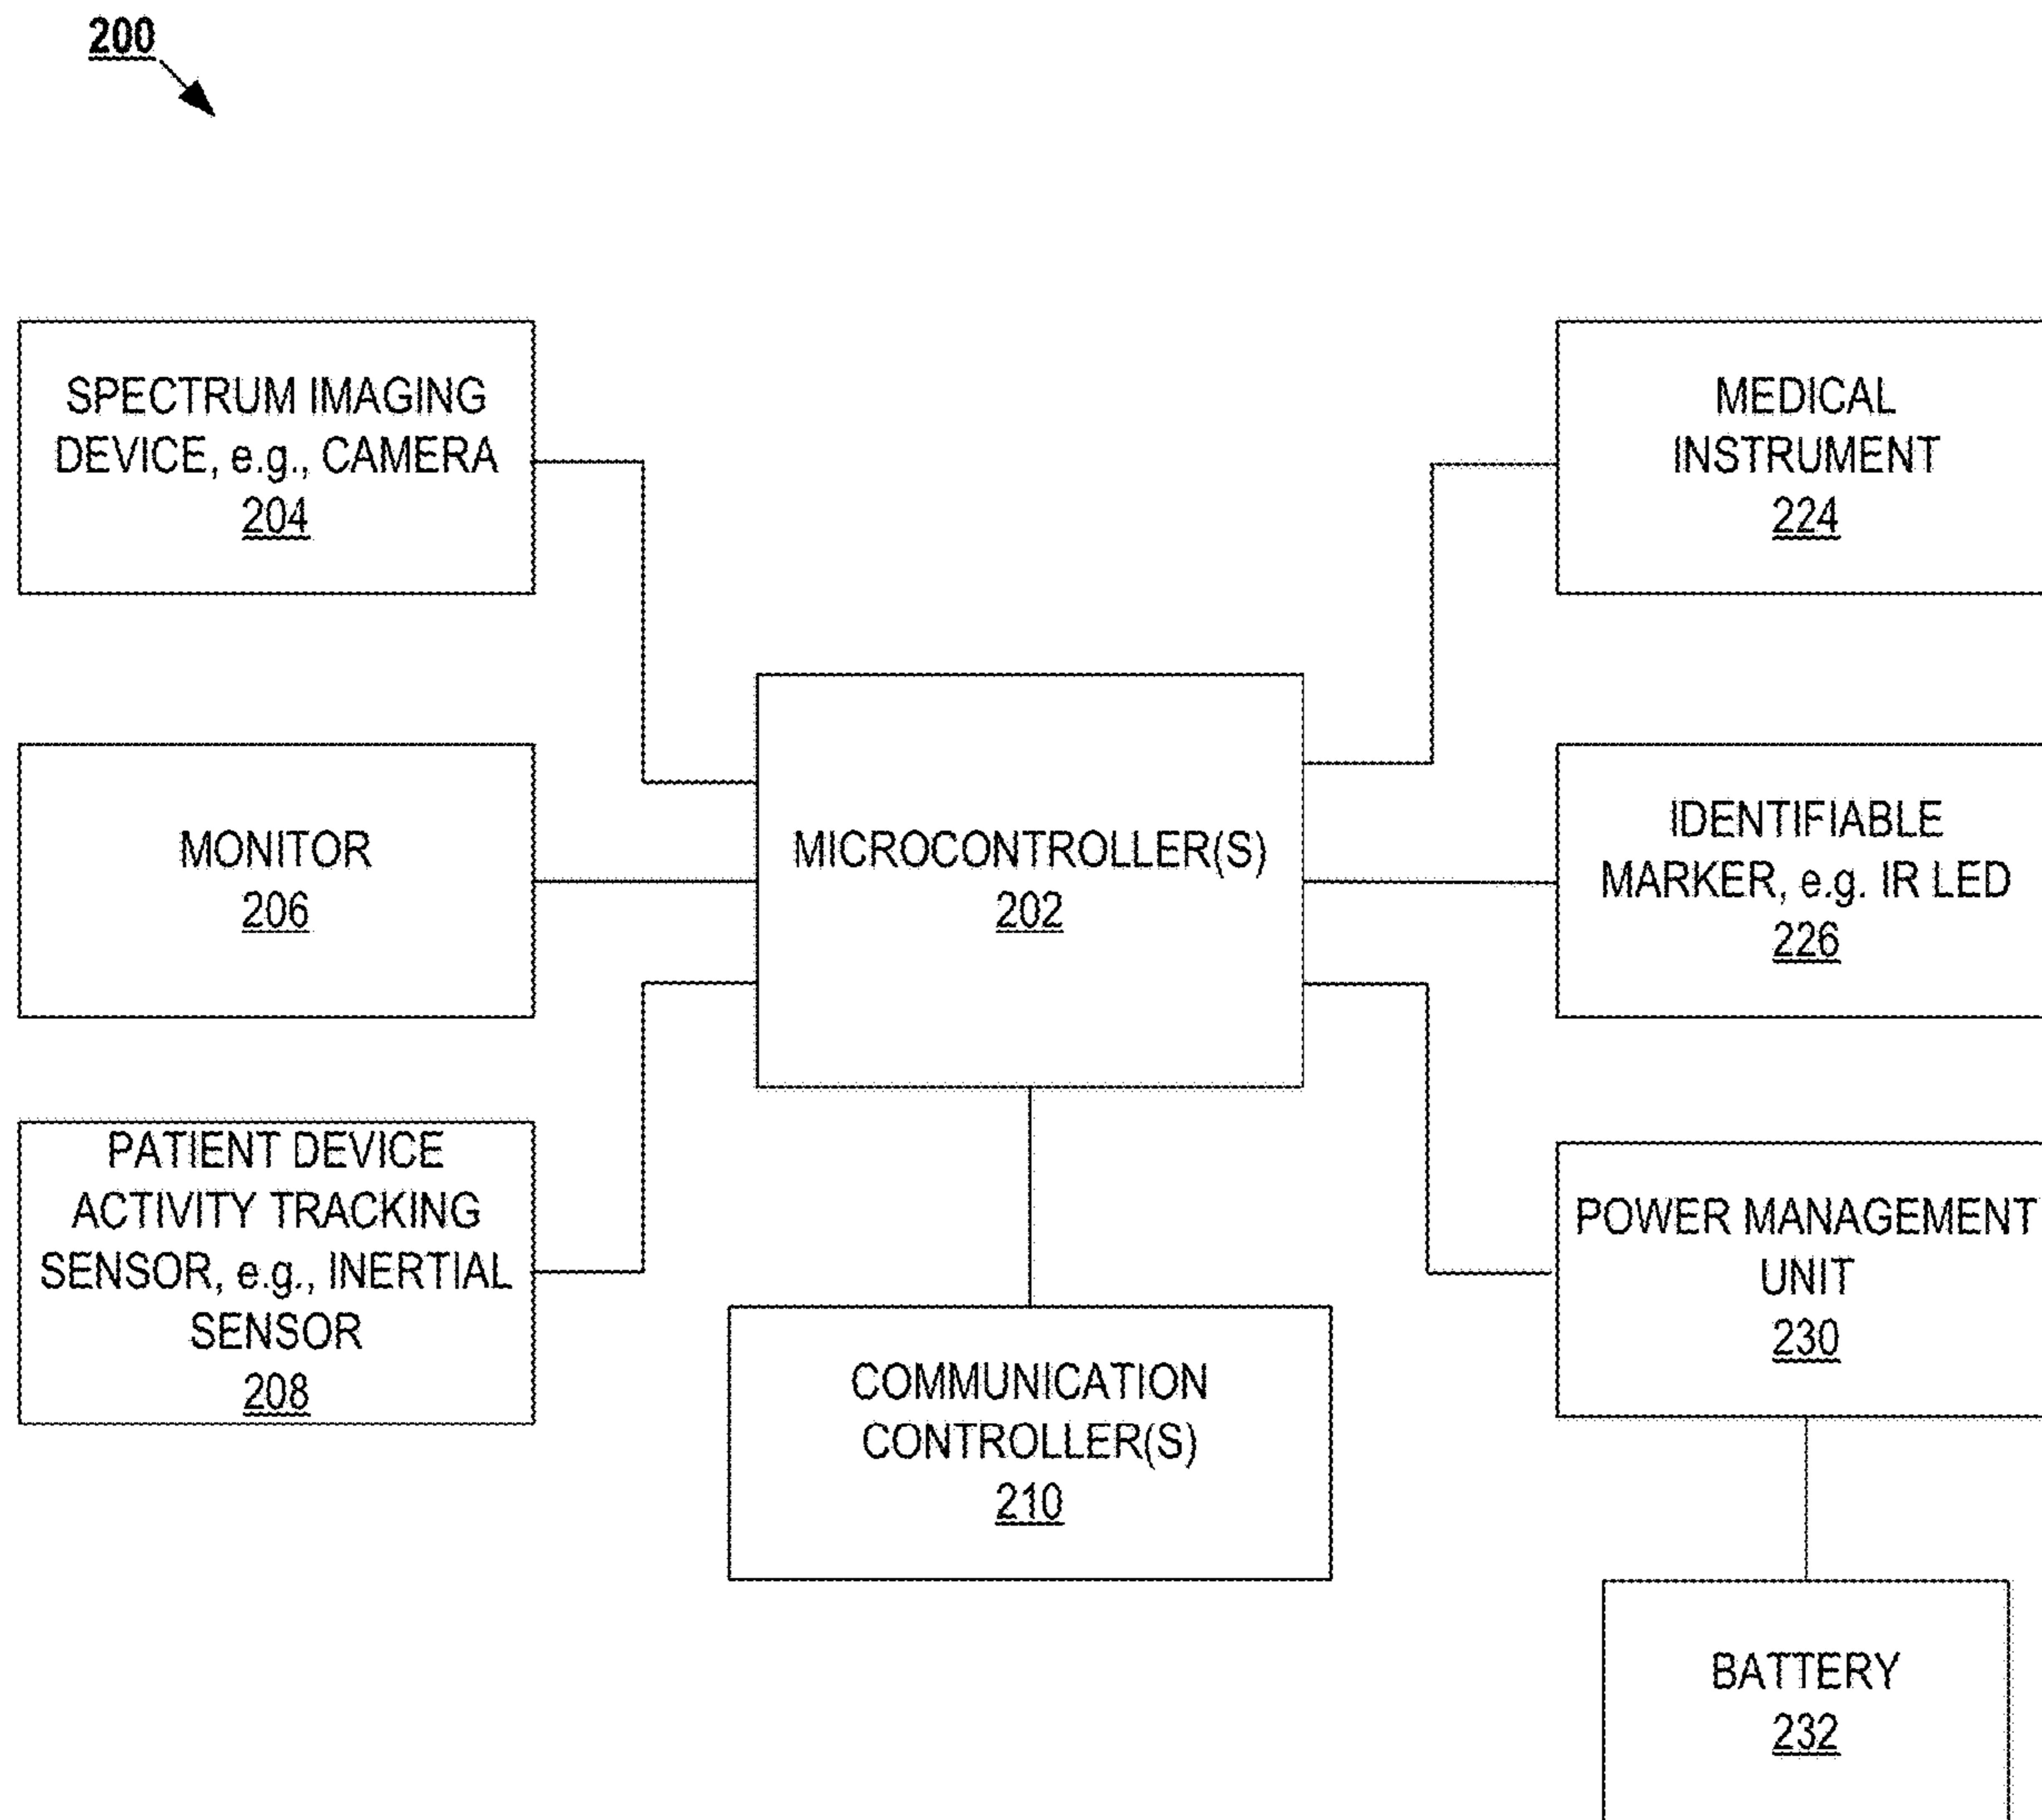 200
SPECTRUM IMAGING
DEVICE, e.g., CAMERA
204
MEDICAL
INSTRUMENT
224
MONITOR
206
MICROCONTROLLER(S)
202
IDENTIFIABLE
MARKER, e.g. IR LED
226
PATIENT DEVICE
ACTIVITY TRACKING
SENSOR, e.g., INERTIAL
SENSOR
208
COMMUNICATION
CONTROLLER(S)
210
POWER MANAGEMENT
UNIT
230
BATTERY
232